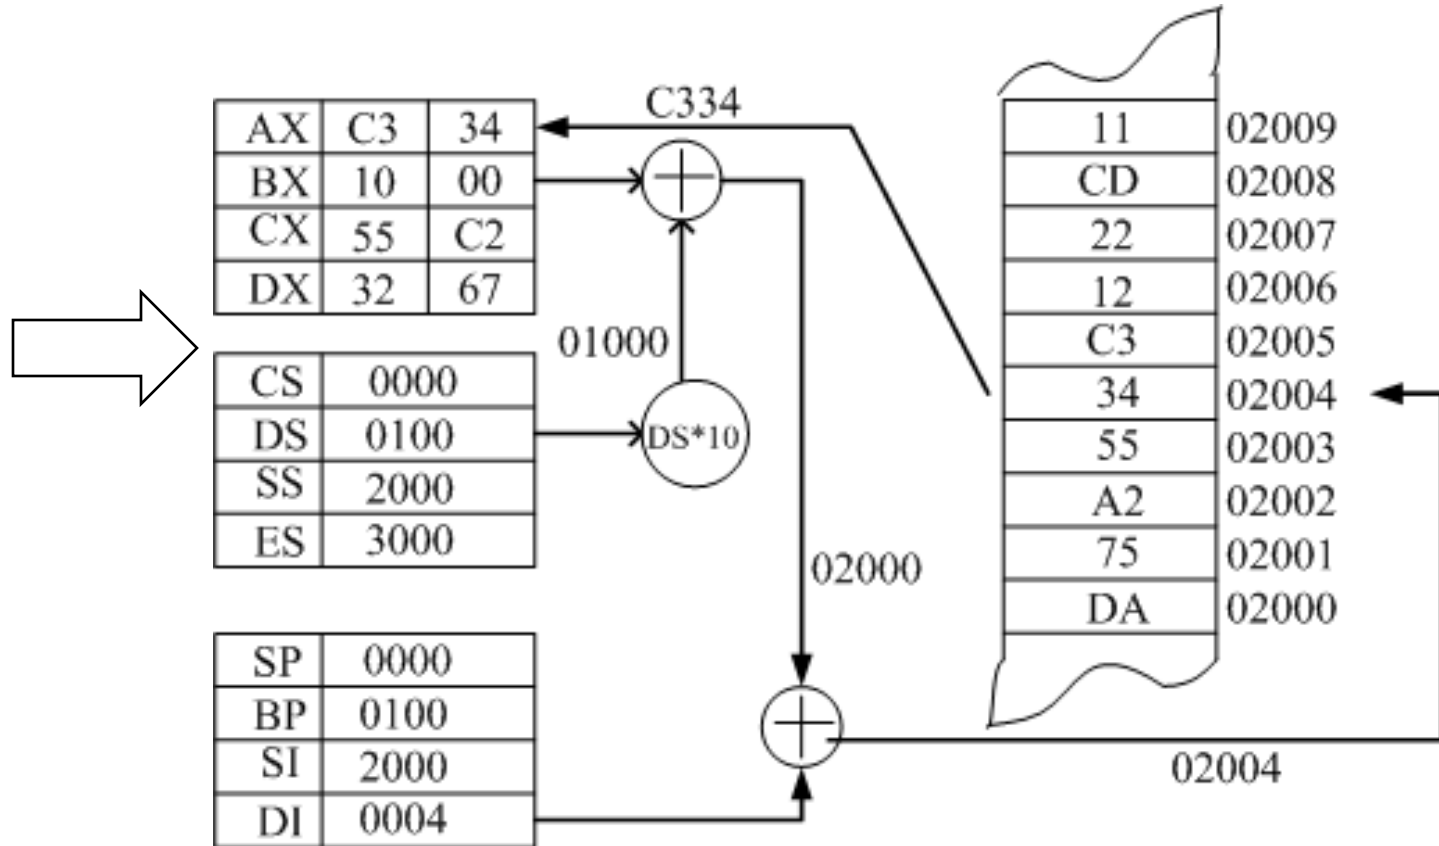 C334
AX C3 34
BX 10 00
CX 55 C2
DX 32 67
01000
CS 0000
DS 0100
SS 2000
ES 3000
DS*10
02000
SP 0000
BP 0100
SI 2000
DI 0004
11 02009
CD 02008
22 02007
12 02006
C3 02005
34 02004
55 02003
A2 02002
75 02001
DA 02000
02004